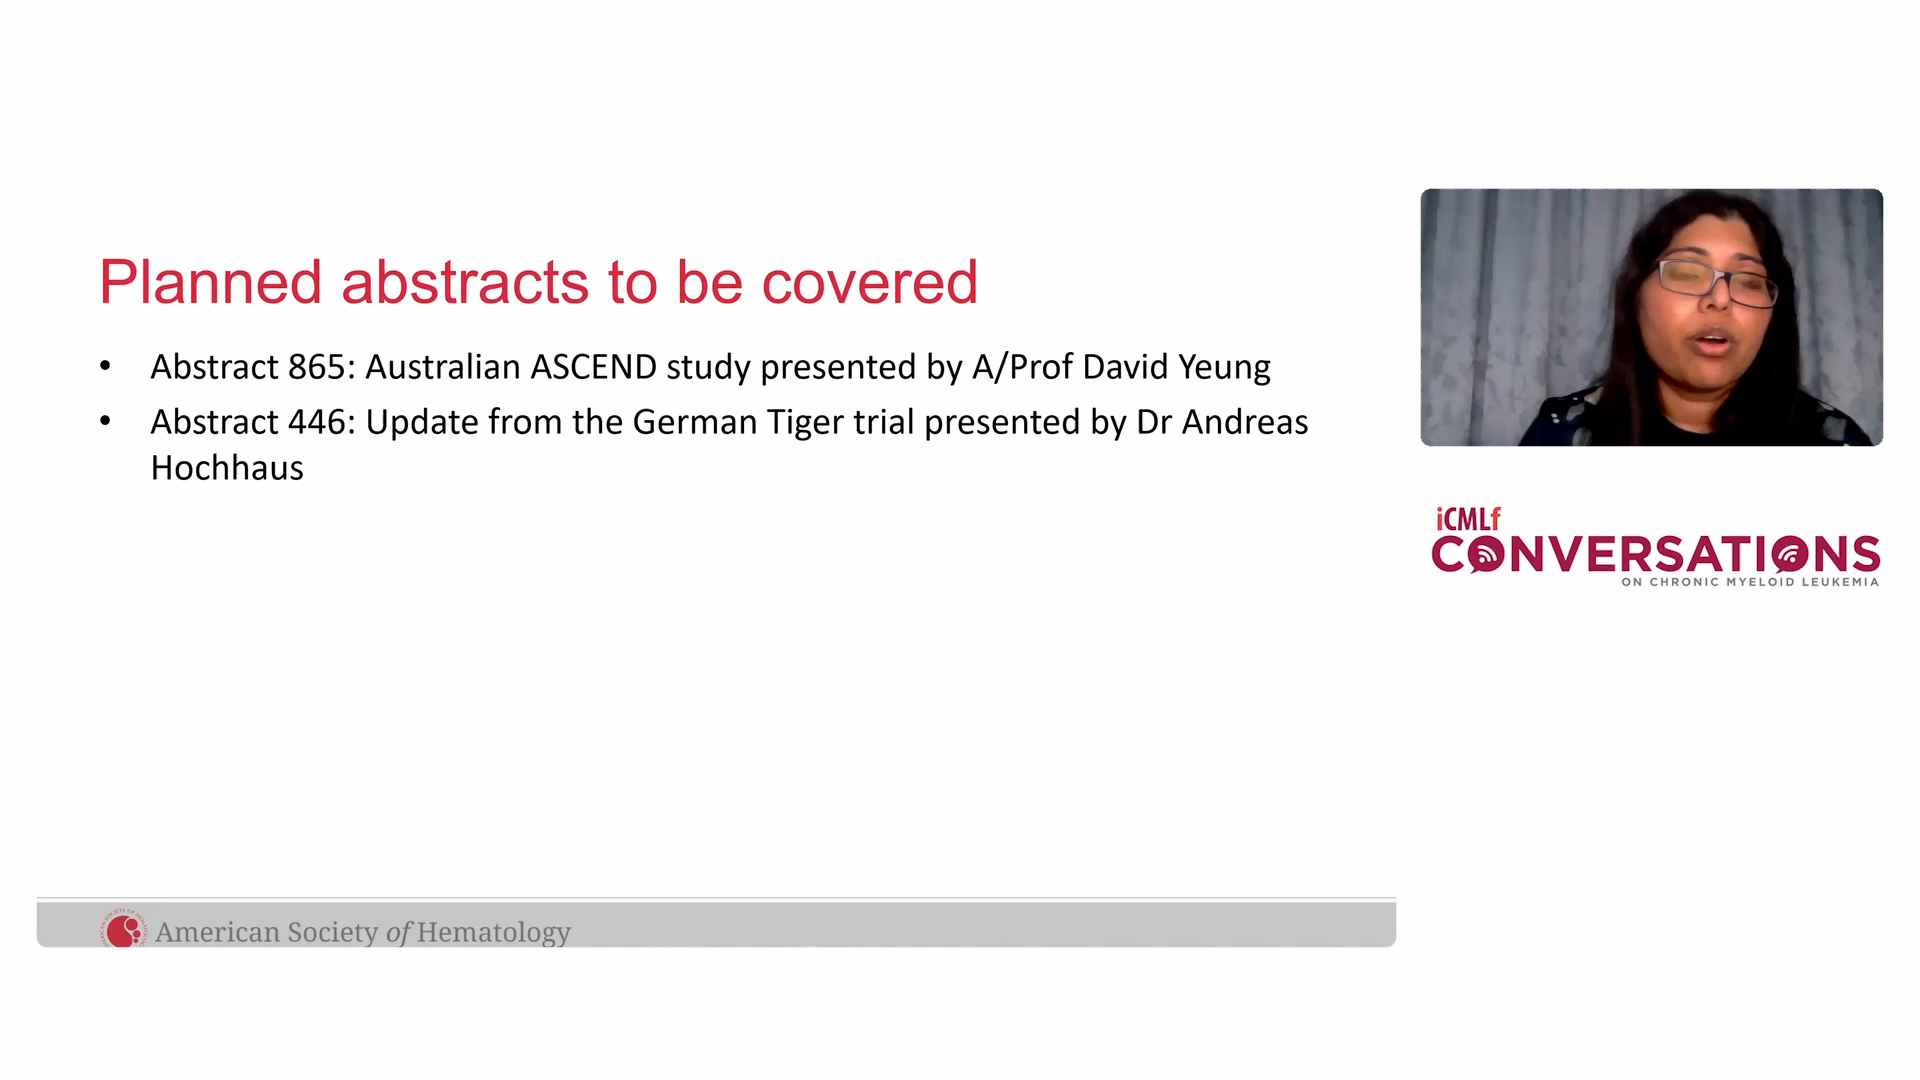 Planned abstracts to be covered
• Abstract 865: Australian ASCEND study presented by A/Prof David Yeung
• Abstract 446: Update from the German Tiger trial presented by Dr Andreas
Hochhaus
iCMLf
CONVERSATIONS
ON CHRONIC MYELOID LEUKEMIA
American Society of Hematology